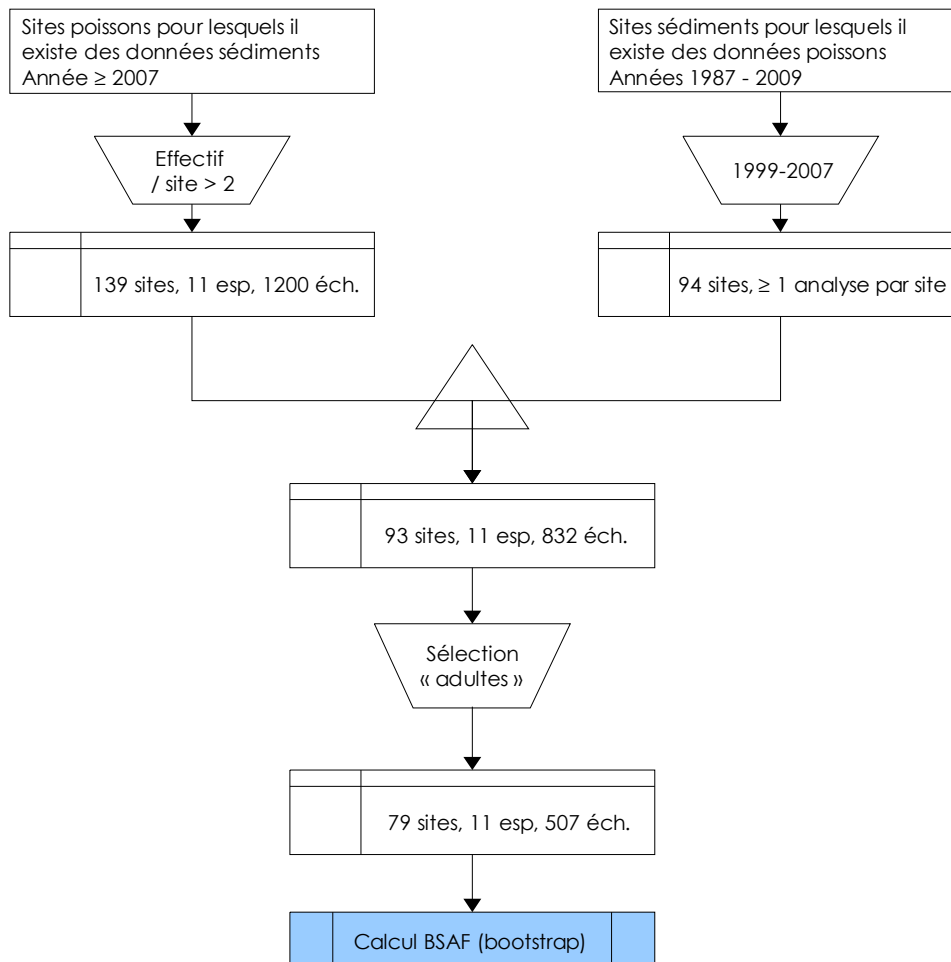 Sites poissons pour lesquels il
existe des données sédiments
Année ≥ 2007
Sites sédiments pour lesquels il
existe des données poissons
Années 1987 - 2009
Effectif
/ site > 2
1999-2007
139 sites, 11 esp, 1200 éch.
94 sites, ≥ 1 analyse par site
93 sites, 11 esp, 832 éch.
Sélection
« adultes »
79 sites, 11 esp, 507 éch.
Calcul BSAF (bootstrap)